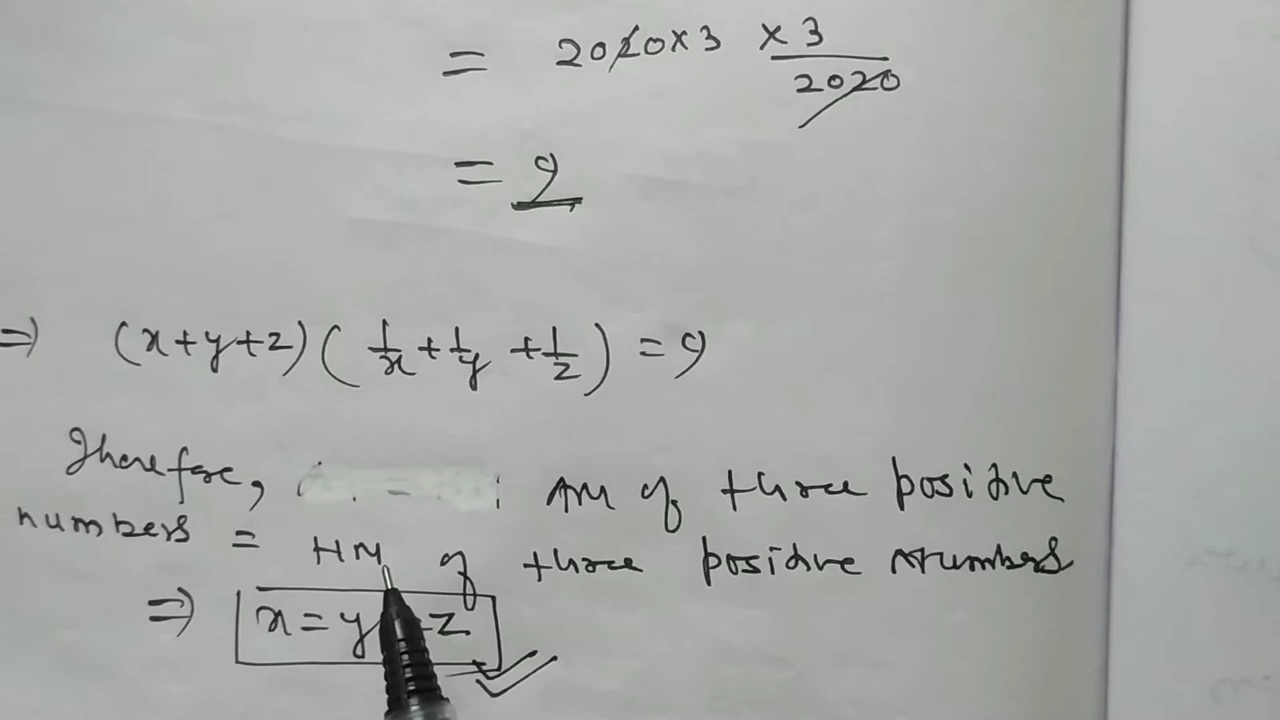 = 2020×3 × 3/2020
= 9
⇒ (x+y+z)(1/x+1/y+1/z) = 9
Therefore, AM of three positive
numbers = HM of three positive numbers
⇒ x=y=z